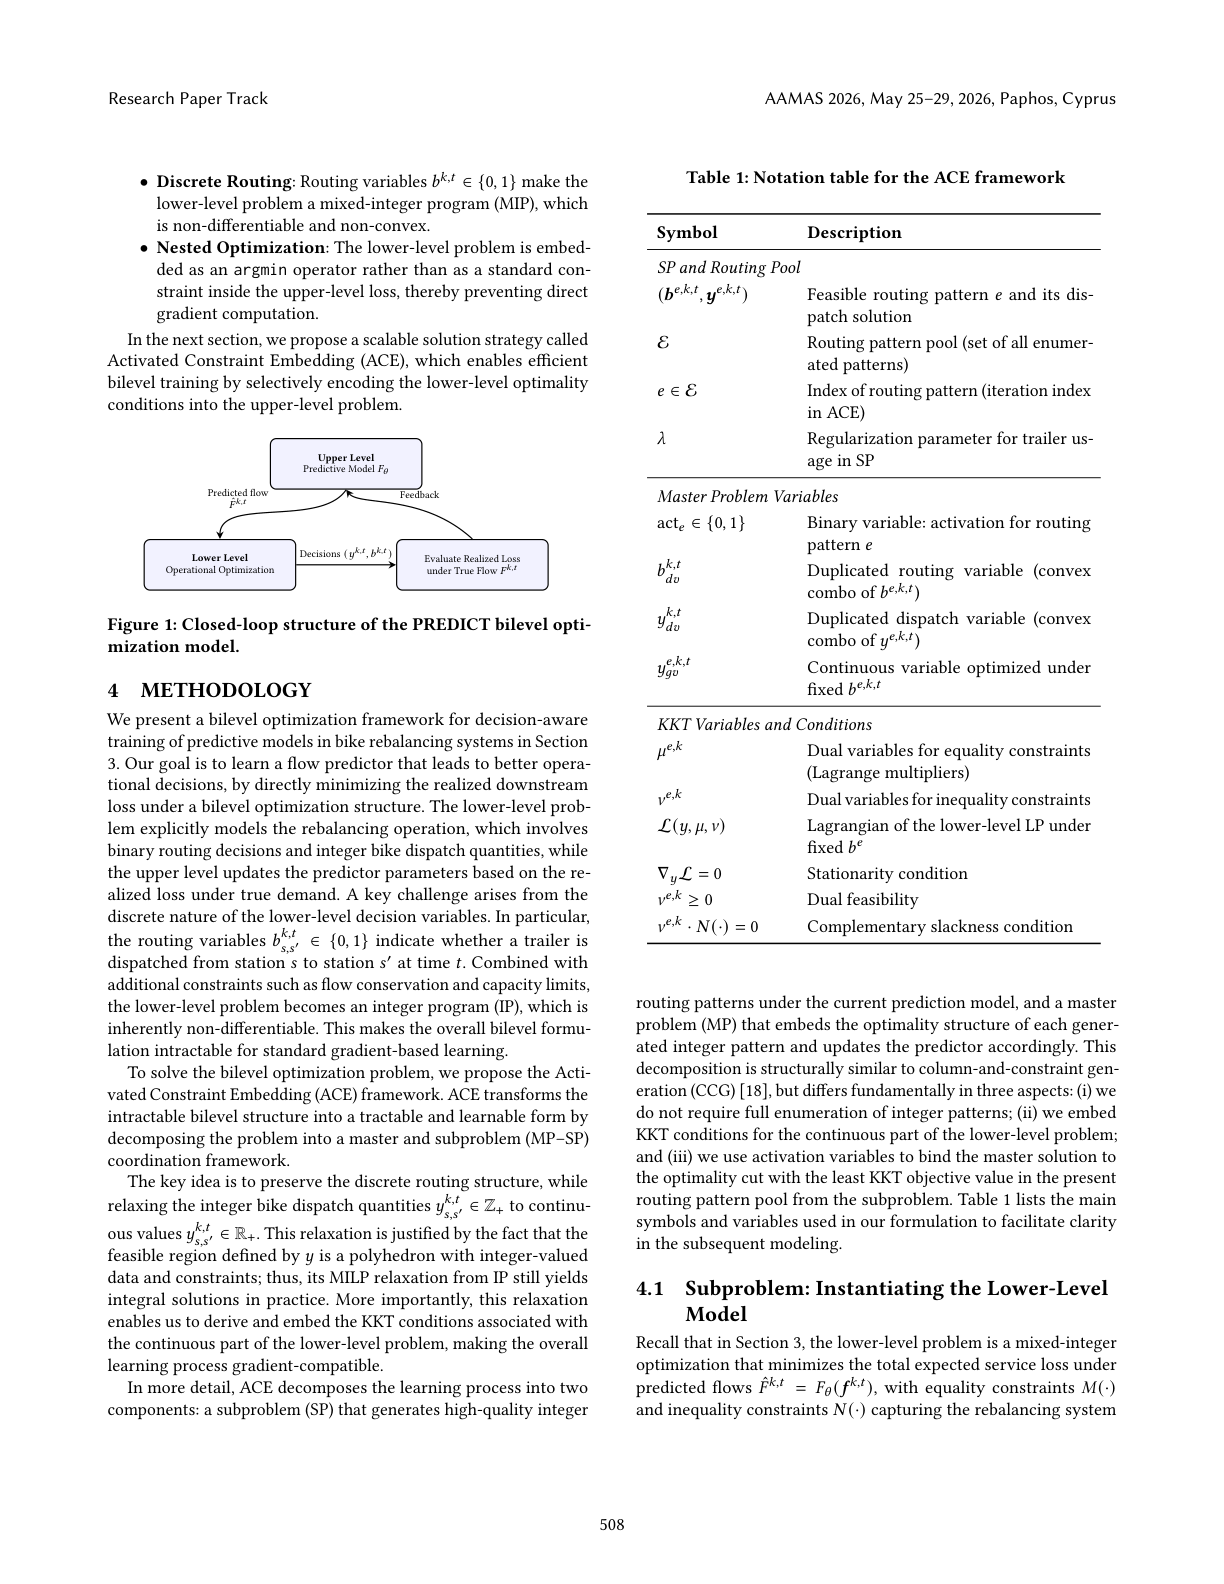 Research Paper Track
AAMAS 2026, May 25–29, 2026, Paphos, Cyprus
• Discrete Routing: Routing variables b^{k,t} ∈ {0, 1} make the
lower-level problem a mixed-integer program (MIP), which
is non-differentiable and non-convex.
• Nested Optimization: The lower-level problem is embed-
ded as an argmin operator rather than as a standard con-
straint inside the upper-level loss, thereby preventing direct
gradient computation.
In the next section, we propose a scalable solution strategy called
Activated Constraint Embedding (ACE), which enables efficient
bilevel training by selectively encoding the lower-level optimality
conditions into the upper-level problem.
Upper Level
Predictive Model F_θ
Predicted flow
F̂^{k,t}
Feedback
Lower Level
Operational Optimization
Decisions (y^{k,t}, b^{k,t})
Evaluate Realized Loss
under True Flow F^{k,t}
Figure 1: Closed-loop structure of the PREDICT bilevel opti-
mization model.
4 METHODOLOGY
We present a bilevel optimization framework for decision-aware
training of predictive models in bike rebalancing systems in Section
3. Our goal is to learn a flow predictor that leads to better opera-
tional decisions, by directly minimizing the realized downstream
loss under a bilevel optimization structure. The lower-level prob-
lem explicitly models the rebalancing operation, which involves
binary routing decisions and integer bike dispatch quantities, while
the upper level updates the predictor parameters based on the re-
alized loss under true demand. A key challenge arises from the
discrete nature of the lower-level decision variables. In particular,
the routing variables b^{k,t}_{s,s′} ∈ {0, 1} indicate whether a trailer is
dispatched from station s to station s′ at time t. Combined with
additional constraints such as flow conservation and capacity limits,
the lower-level problem becomes an integer program (IP), which is
inherently non-differentiable. This makes the overall bilevel formu-
lation intractable for standard gradient-based learning.
To solve the bilevel optimization problem, we propose the Acti-
vated Constraint Embedding (ACE) framework. ACE transforms the
intractable bilevel structure into a tractable and learnable form by
decomposing the problem into a master and subproblem (MP–SP)
coordination framework.
The key idea is to preserve the discrete routing structure, while
relaxing the integer bike dispatch quantities y^{k,t}_{s,s′} ∈ ℤ₊ to continu-
ous values y^{k,t}_{s,s′} ∈ ℝ₊. This relaxation is justified by the fact that the
feasible region defined by y is a polyhedron with integer-valued
data and constraints; thus, its MILP relaxation from IP still yields
integral solutions in practice. More importantly, this relaxation
enables us to derive and embed the KKT conditions associated with
the continuous part of the lower-level problem, making the overall
learning process gradient-compatible.
In more detail, ACE decomposes the learning process into two
components: a subproblem (SP) that generates high-quality integer
Table 1: Notation table for the ACE framework
Symbol Description
SP and Routing Pool
(b^{e,k,t}, y^{e,k,t}) Feasible routing pattern e and its dis-
patch solution
ℰ Routing pattern pool (set of all enumer-
ated patterns)
e ∈ ℰ Index of routing pattern (iteration index
in ACE)
λ Regularization parameter for trailer us-
age in SP
Master Problem Variables
act_e ∈ {0, 1} Binary variable: activation for routing
pattern e
b^{k,t}_{dv} Duplicated routing variable (convex
combo of b^{e,k,t})
y^{k,t}_{dv} Duplicated dispatch variable (convex
combo of y^{e,k,t})
y^{e,k,t}_{gv} Continuous variable optimized under
fixed b^{e,k,t}
KKT Variables and Conditions
μ^{e,k} Dual variables for equality constraints
(Lagrange multipliers)
ν^{e,k} Dual variables for inequality constraints
ℒ(y, μ, ν) Lagrangian of the lower-level LP under
fixed b^e
∇_yℒ = 0 Stationarity condition
ν^{e,k} ≥ 0 Dual feasibility
ν^{e,k} · N(·) = 0 Complementary slackness condition
routing patterns under the current prediction model, and a master
problem (MP) that embeds the optimality structure of each gener-
ated integer pattern and updates the predictor accordingly. This
decomposition is structurally similar to column-and-constraint gen-
eration (CCG) [18], but differs fundamentally in three aspects: (i) we
do not require full enumeration of integer patterns; (ii) we embed
KKT conditions for the continuous part of the lower-level problem;
and (iii) we use activation variables to bind the master solution to
the optimality cut with the least KKT objective value in the present
routing pattern pool from the subproblem. Table 1 lists the main
symbols and variables used in our formulation to facilitate clarity
in the subsequent modeling.
4.1 Subproblem: Instantiating the Lower-Level
Model
Recall that in Section 3, the lower-level problem is a mixed-integer
optimization that minimizes the total expected service loss under
predicted flows F̂^{k,t} = F_θ(f^{k,t}), with equality constraints M(·)
and inequality constraints N(·) capturing the rebalancing system
508